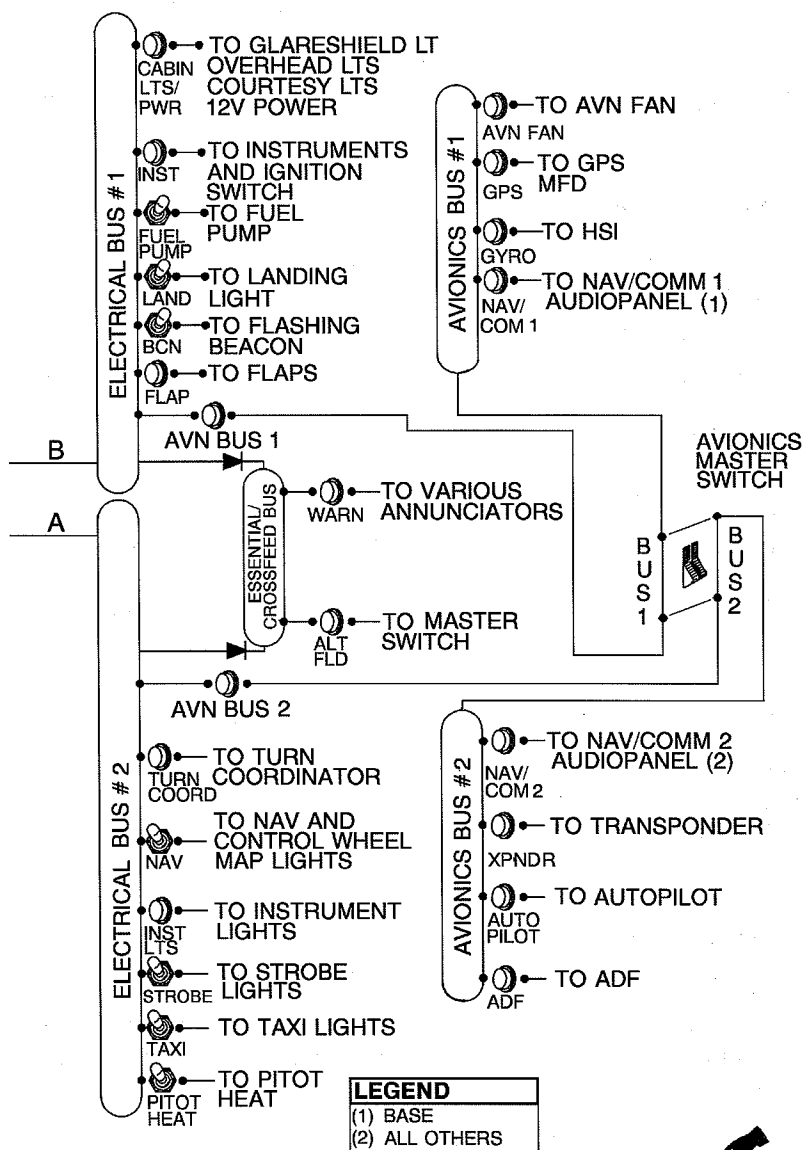 ELECTRICAL BUS #1
CABIN LTS/ PWR
TO GLARESHIELD LT
OVERHEAD LTS
COURTESY LTS
12V POWER
INST
TO INSTRUMENTS
AND IGNITION
SWITCH
FUEL PUMP
TO FUEL
PUMP
LAND
TO LANDING
LIGHT
BCN
TO FLASHING
BEACON
FLAP
TO FLAPS
AVN BUS 1
B
A
ESSENTIAL/
CROSSFEED BUS
WARN
TO VARIOUS
ANNUNCIATORS
ALT
FLD
TO MASTER
SWITCH
AVIONICS BUS #1
AVN FAN
TO AVN FAN
GPS
TO GPS
MFD
GYRO
TO HSI
NAV/
COM 1
TO NAV/COMM 1
AUDIOPANEL (1)
AVIONICS
MASTER
SWITCH
BUS 1
BUS 2
ELECTRICAL BUS #2
AVN BUS 2
TURN
COORD
TO TURN
COORDINATOR
NAV
TO NAV AND
CONTROL WHEEL
MAP LIGHTS
INST
LTS
TO INSTRUMENT
LIGHTS
STROBE
TO STROBE
LIGHTS
TAXI
TO TAXI LIGHTS
PITOT
HEAT
TO PITOT
HEAT
AVIONICS BUS #2
NAV/
COM 2
TO NAV/COMM 2
AUDIOPANEL (2)
XPNDR
TO TRANSPONDER
AUTO
PILOT
TO AUTOPILOT
ADF
TO ADF
LEGEND
(1) BASE
(2) ALL OTHERS